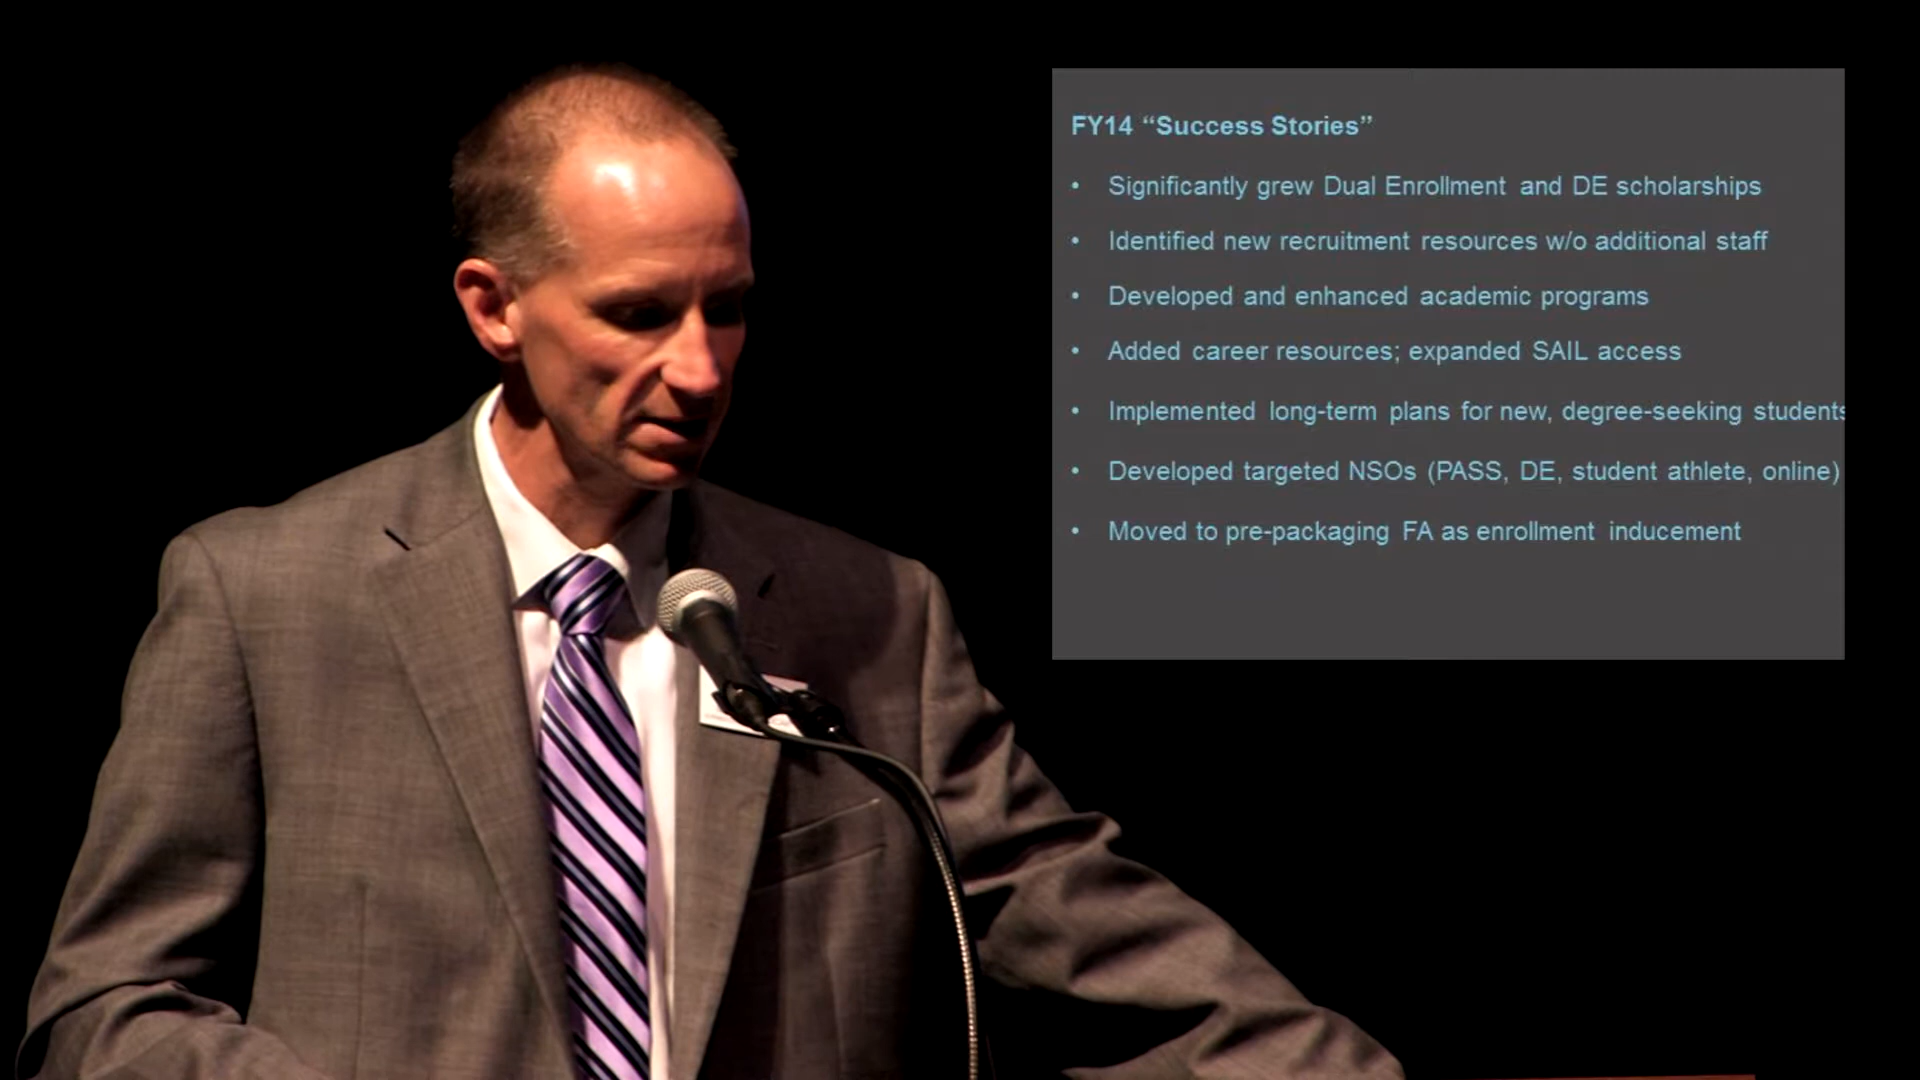 FY14 “Success Stories”
• Significantly grew Dual Enrollment and DE scholarships
• Identified new recruitment resources w/o additional staff
• Developed and enhanced academic programs
• Added career resources; expanded SAIL access
• Implemented long-term plans for new, degree-seeking students
• Developed targeted NSOs (PASS, DE, student athlete, online)
• Moved to pre-packaging FA as enrollment inducement